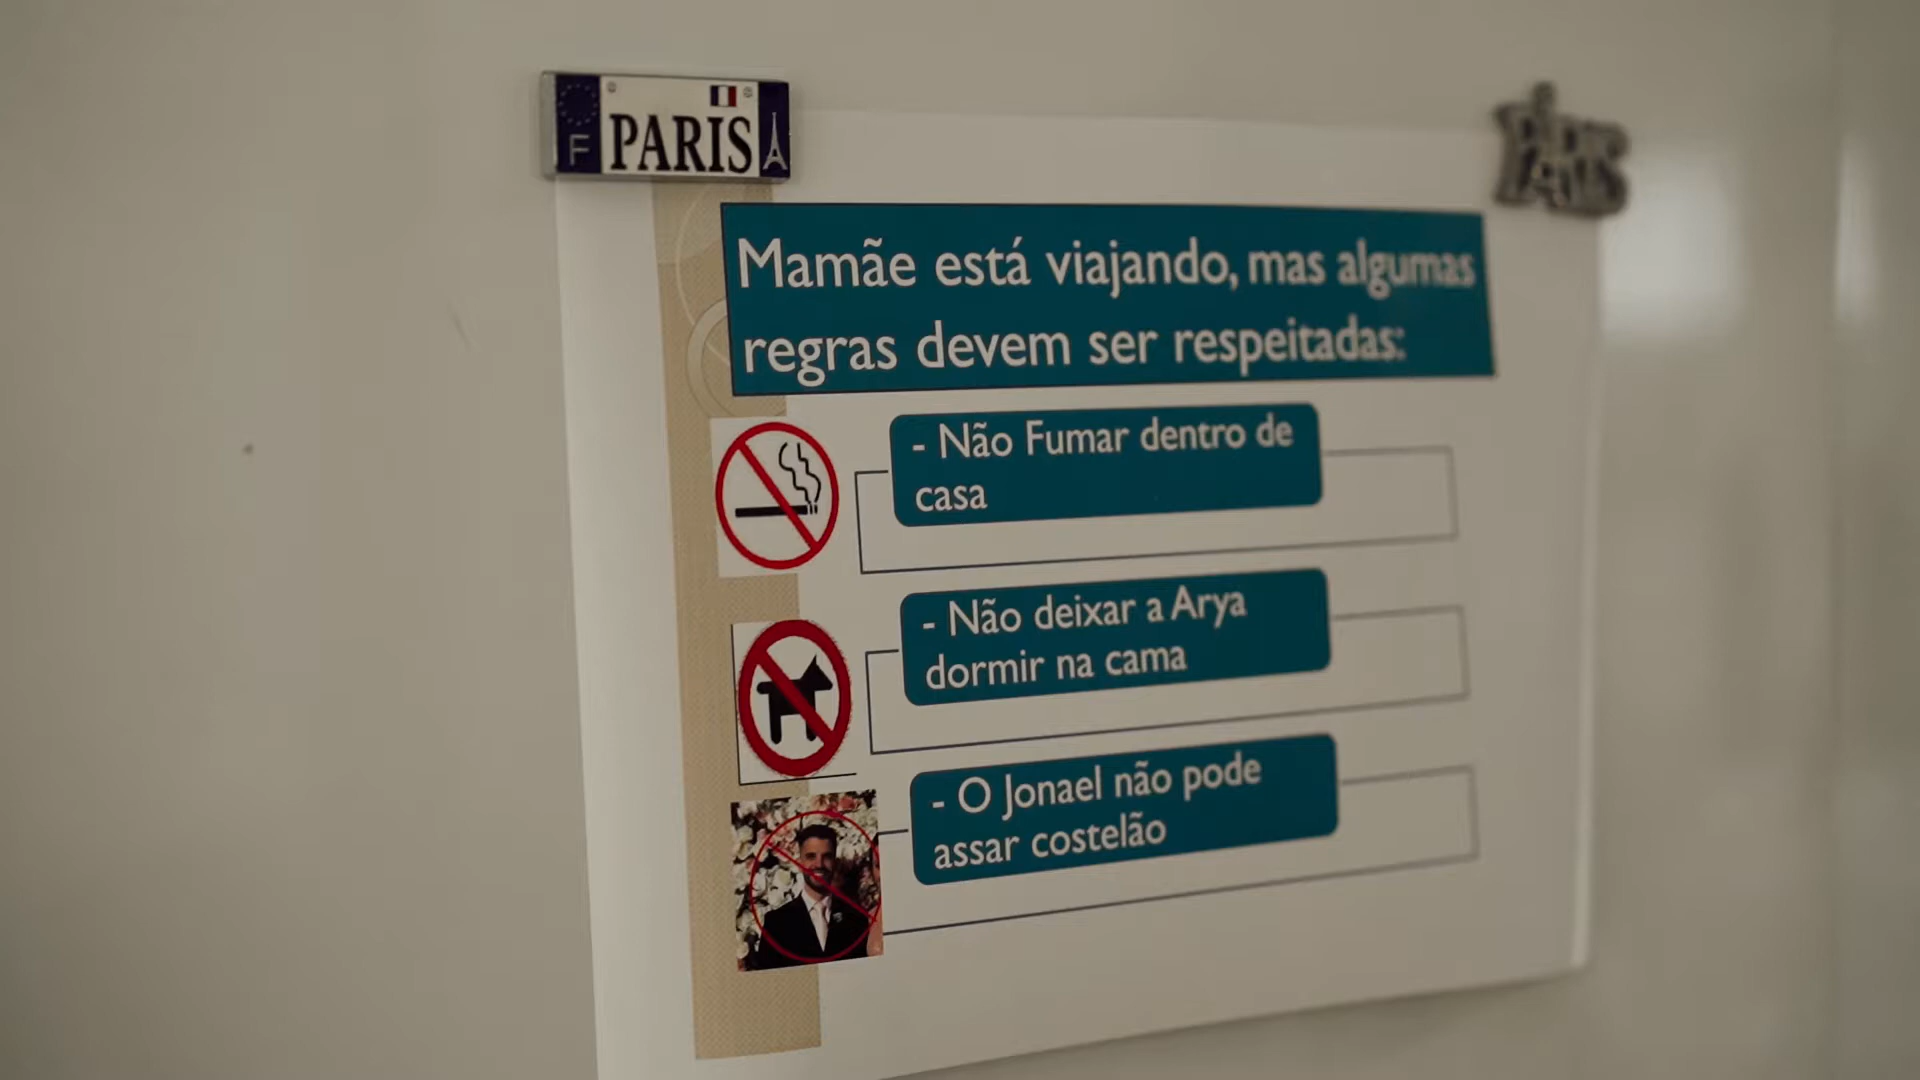 F PARIS
Mamãe está viajando, mas algumas
regras devem ser respeitadas:
- Não Fumar dentro de
casa
- Não deixar a Arya
dormir na cama
- O Jonael não pode
assar costelão